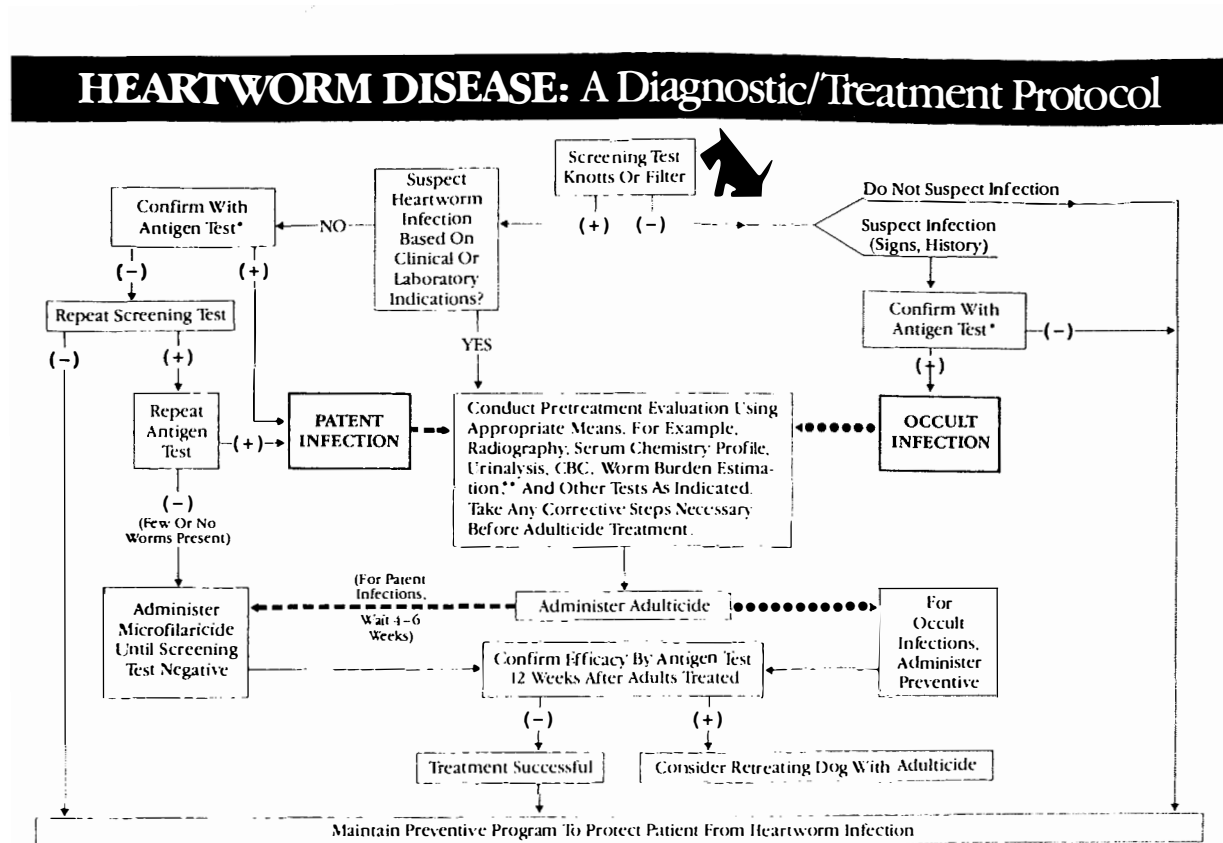 HEARTWORM DISEASE: A Diagnostic/Treatment Protocol
Screening Test
Knotts Or Filter
(+)
(-)
Suspect
Heartworm
Infection
Based On
Clinical Or
Laboratory
Indications?
NO
YES
Confirm With
Antigen Test*
(-)
(+)
Repeat Screening Test
(-)
(+)
Repeat
Antigen
Test
(+)
(-)
(Few Or No
Worms Present)
PATENT
INFECTION
Do Not Suspect Infection
Suspect Infection
(Signs, History)
Confirm With
Antigen Test*
(-)
(+)
OCCULT
INFECTION
Conduct Pretreatment Evaluation Using
Appropriate Means. For Example,
Radiography, Serum Chemistry Profile,
Urinalysis, CBC, Worm Burden Estima-
tion,** And Other Tests As Indicated.
Take Any Corrective Steps Necessary
Before Adulticide Treatment.
Administer Adulticide
(For Patent
Infections,
Wait 4-6
Weeks)
Administer
Microfilaricide
Until Screening
Test Negative
For
Occult
Infections,
Administer
Preventive
Confirm Efficacy By Antigen Test
12 Weeks After Adults Treated
(-)
(+)
Treatment Successful
Consider Retreating Dog With Adulticide
Maintain Preventive Program To Protect Patient From Heartworm Infection